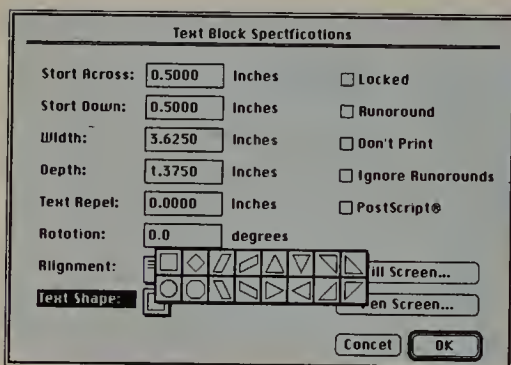 Text Block Specifications
Start Across: 0.5000 Inches
Locked
Start Down: 0.5000 Inches
Runaround
Width: 3.6250 Inches
Don't Print
Depth: 1.3750 Inches
Ignore Runarounds
Text Repel: 0.0000 Inches
PostScript®
Rotation: 0.0 degrees
Alignment:
ill Screen...
Text Shape:
en Screen...
Cancel
OK